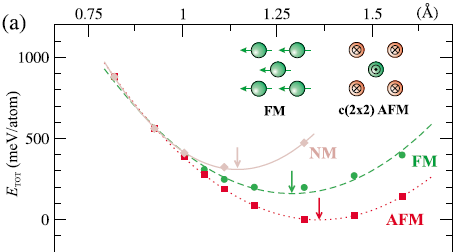 (a)
0.75 1 1.25 1.5 (Å)
1000
500
0
E_TOT (meV/atom)
FM
c(2x2) AFM
NM
FM
AFM